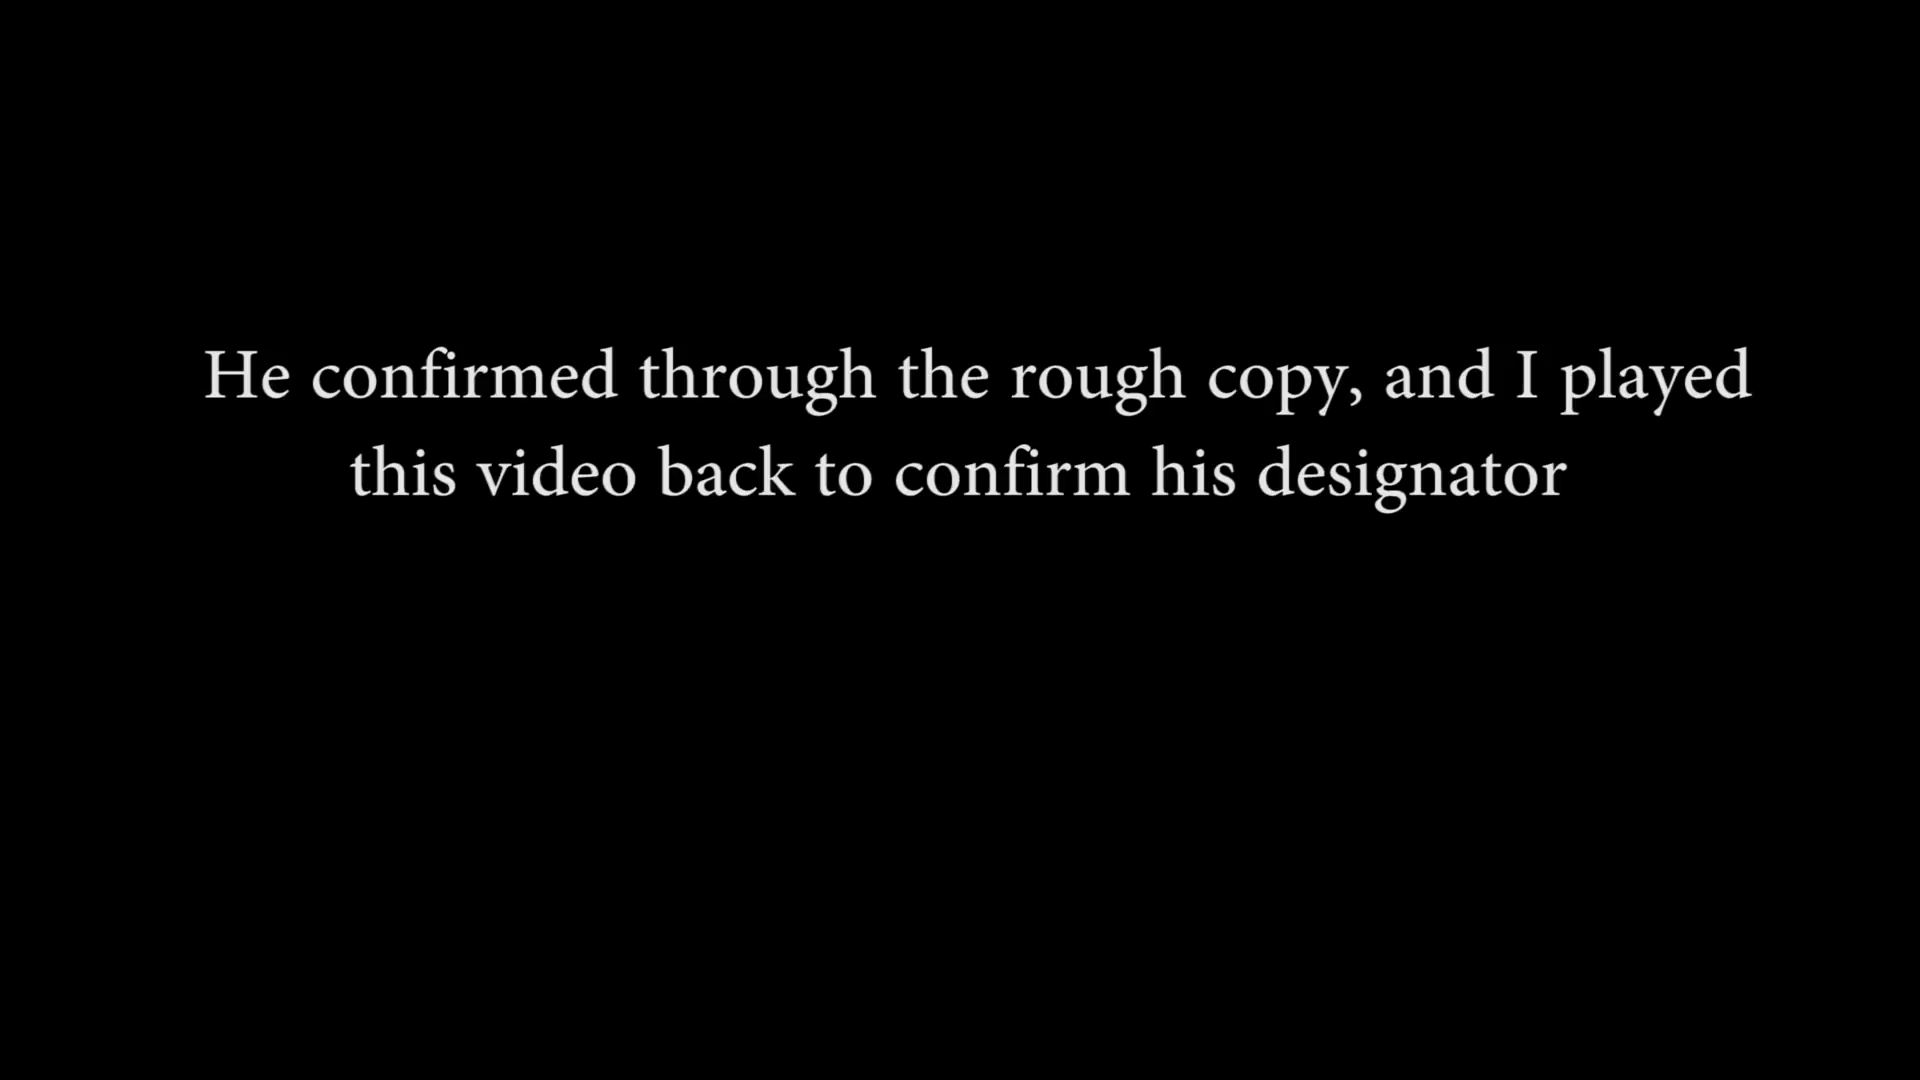 He confirmed through the rough copy, and I played
this video back to confirm his designator